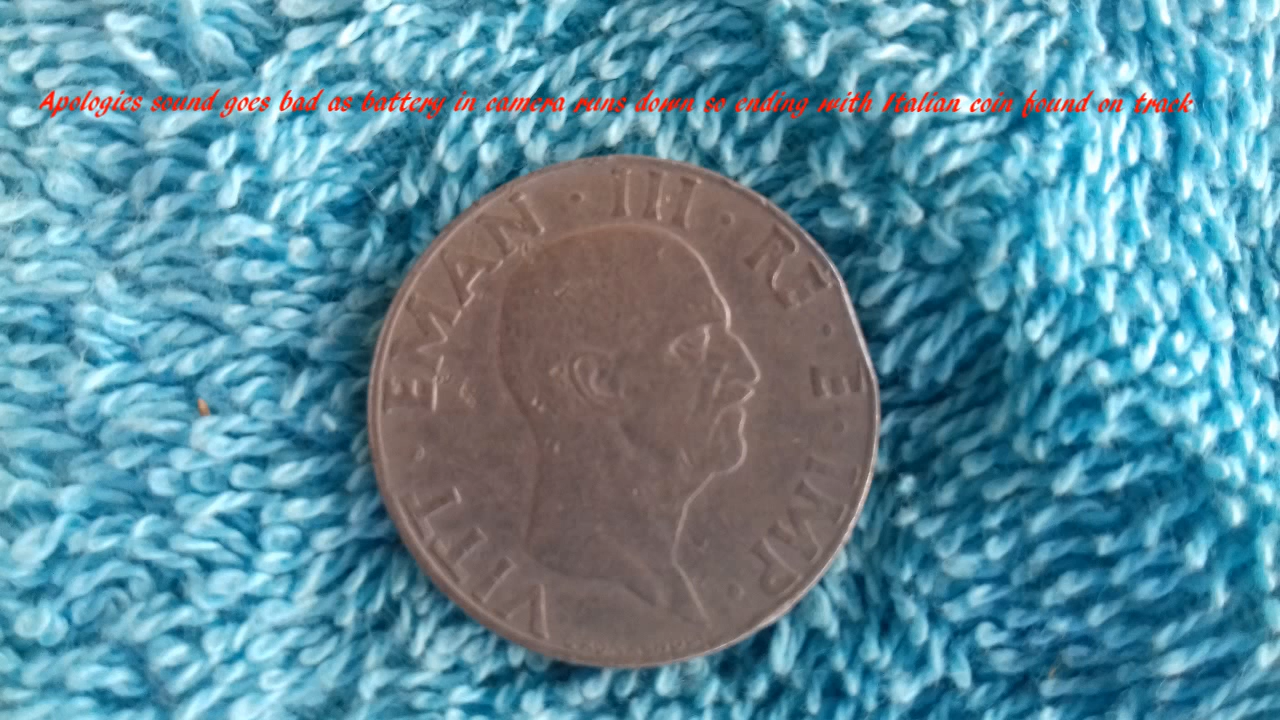 Apologies sound goes bad as battery in camera runs down so ending with Italian coin found on track
VITT · EMAN · III · RE · E · IMP ·